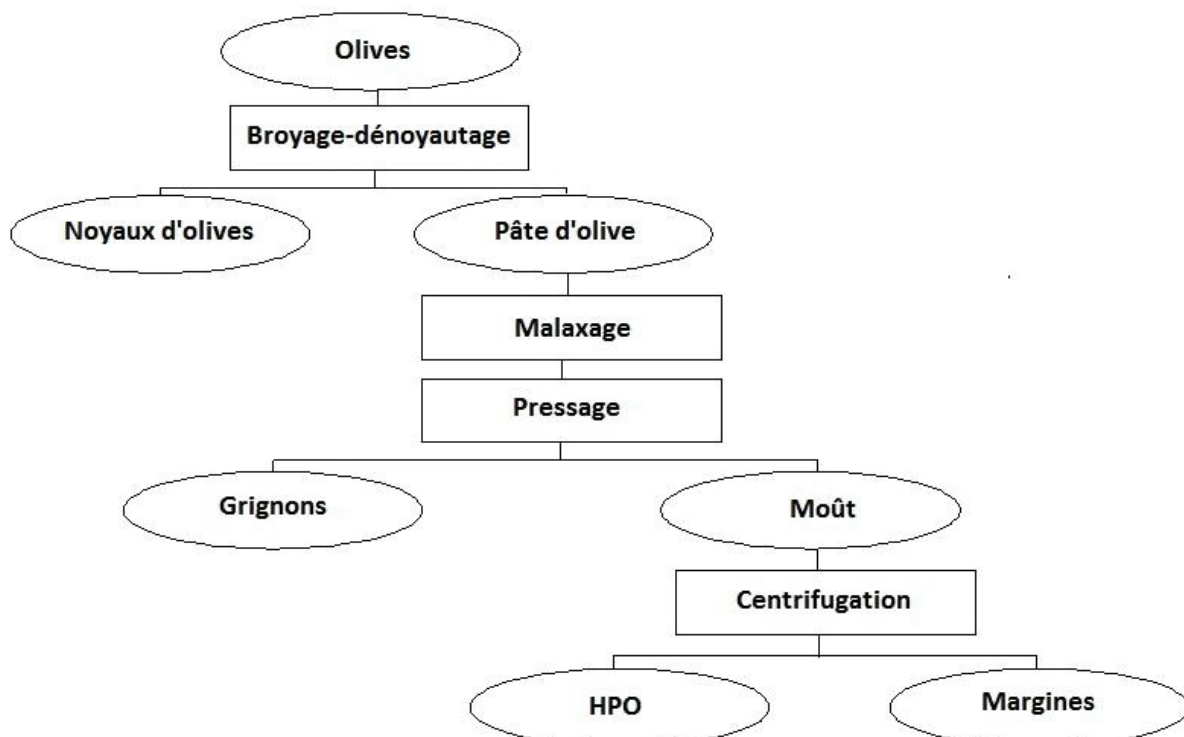 Olives
Broyage-dénoyautage
Noyaux d'olives
Pâte d'olive
Malaxage
Pressage
Grignons
Moût
Centrifugation
HPO
Margines